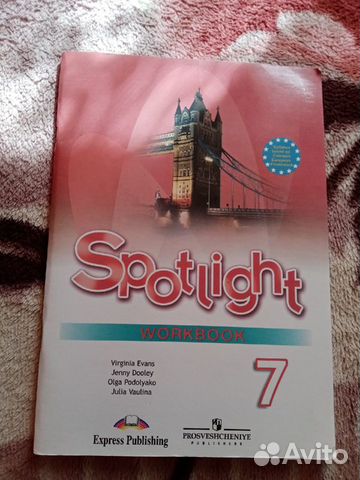 Spotlight
WORKBOOK
7
Virginia Evans
Jenny Dooley
Olga Podolyako
Julia Vaulina
Express Publishing
PROSVESHCHENIYE
PUBLISHERS
Avito